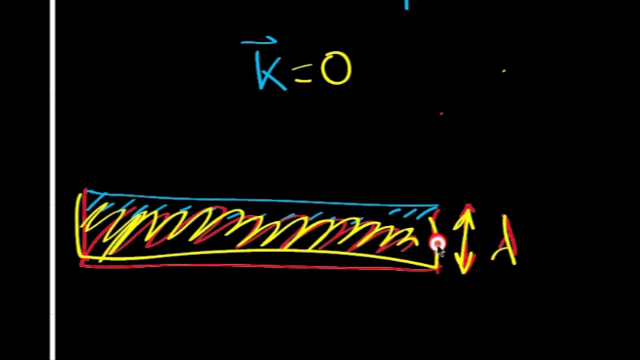 k⃗ = 0
λ